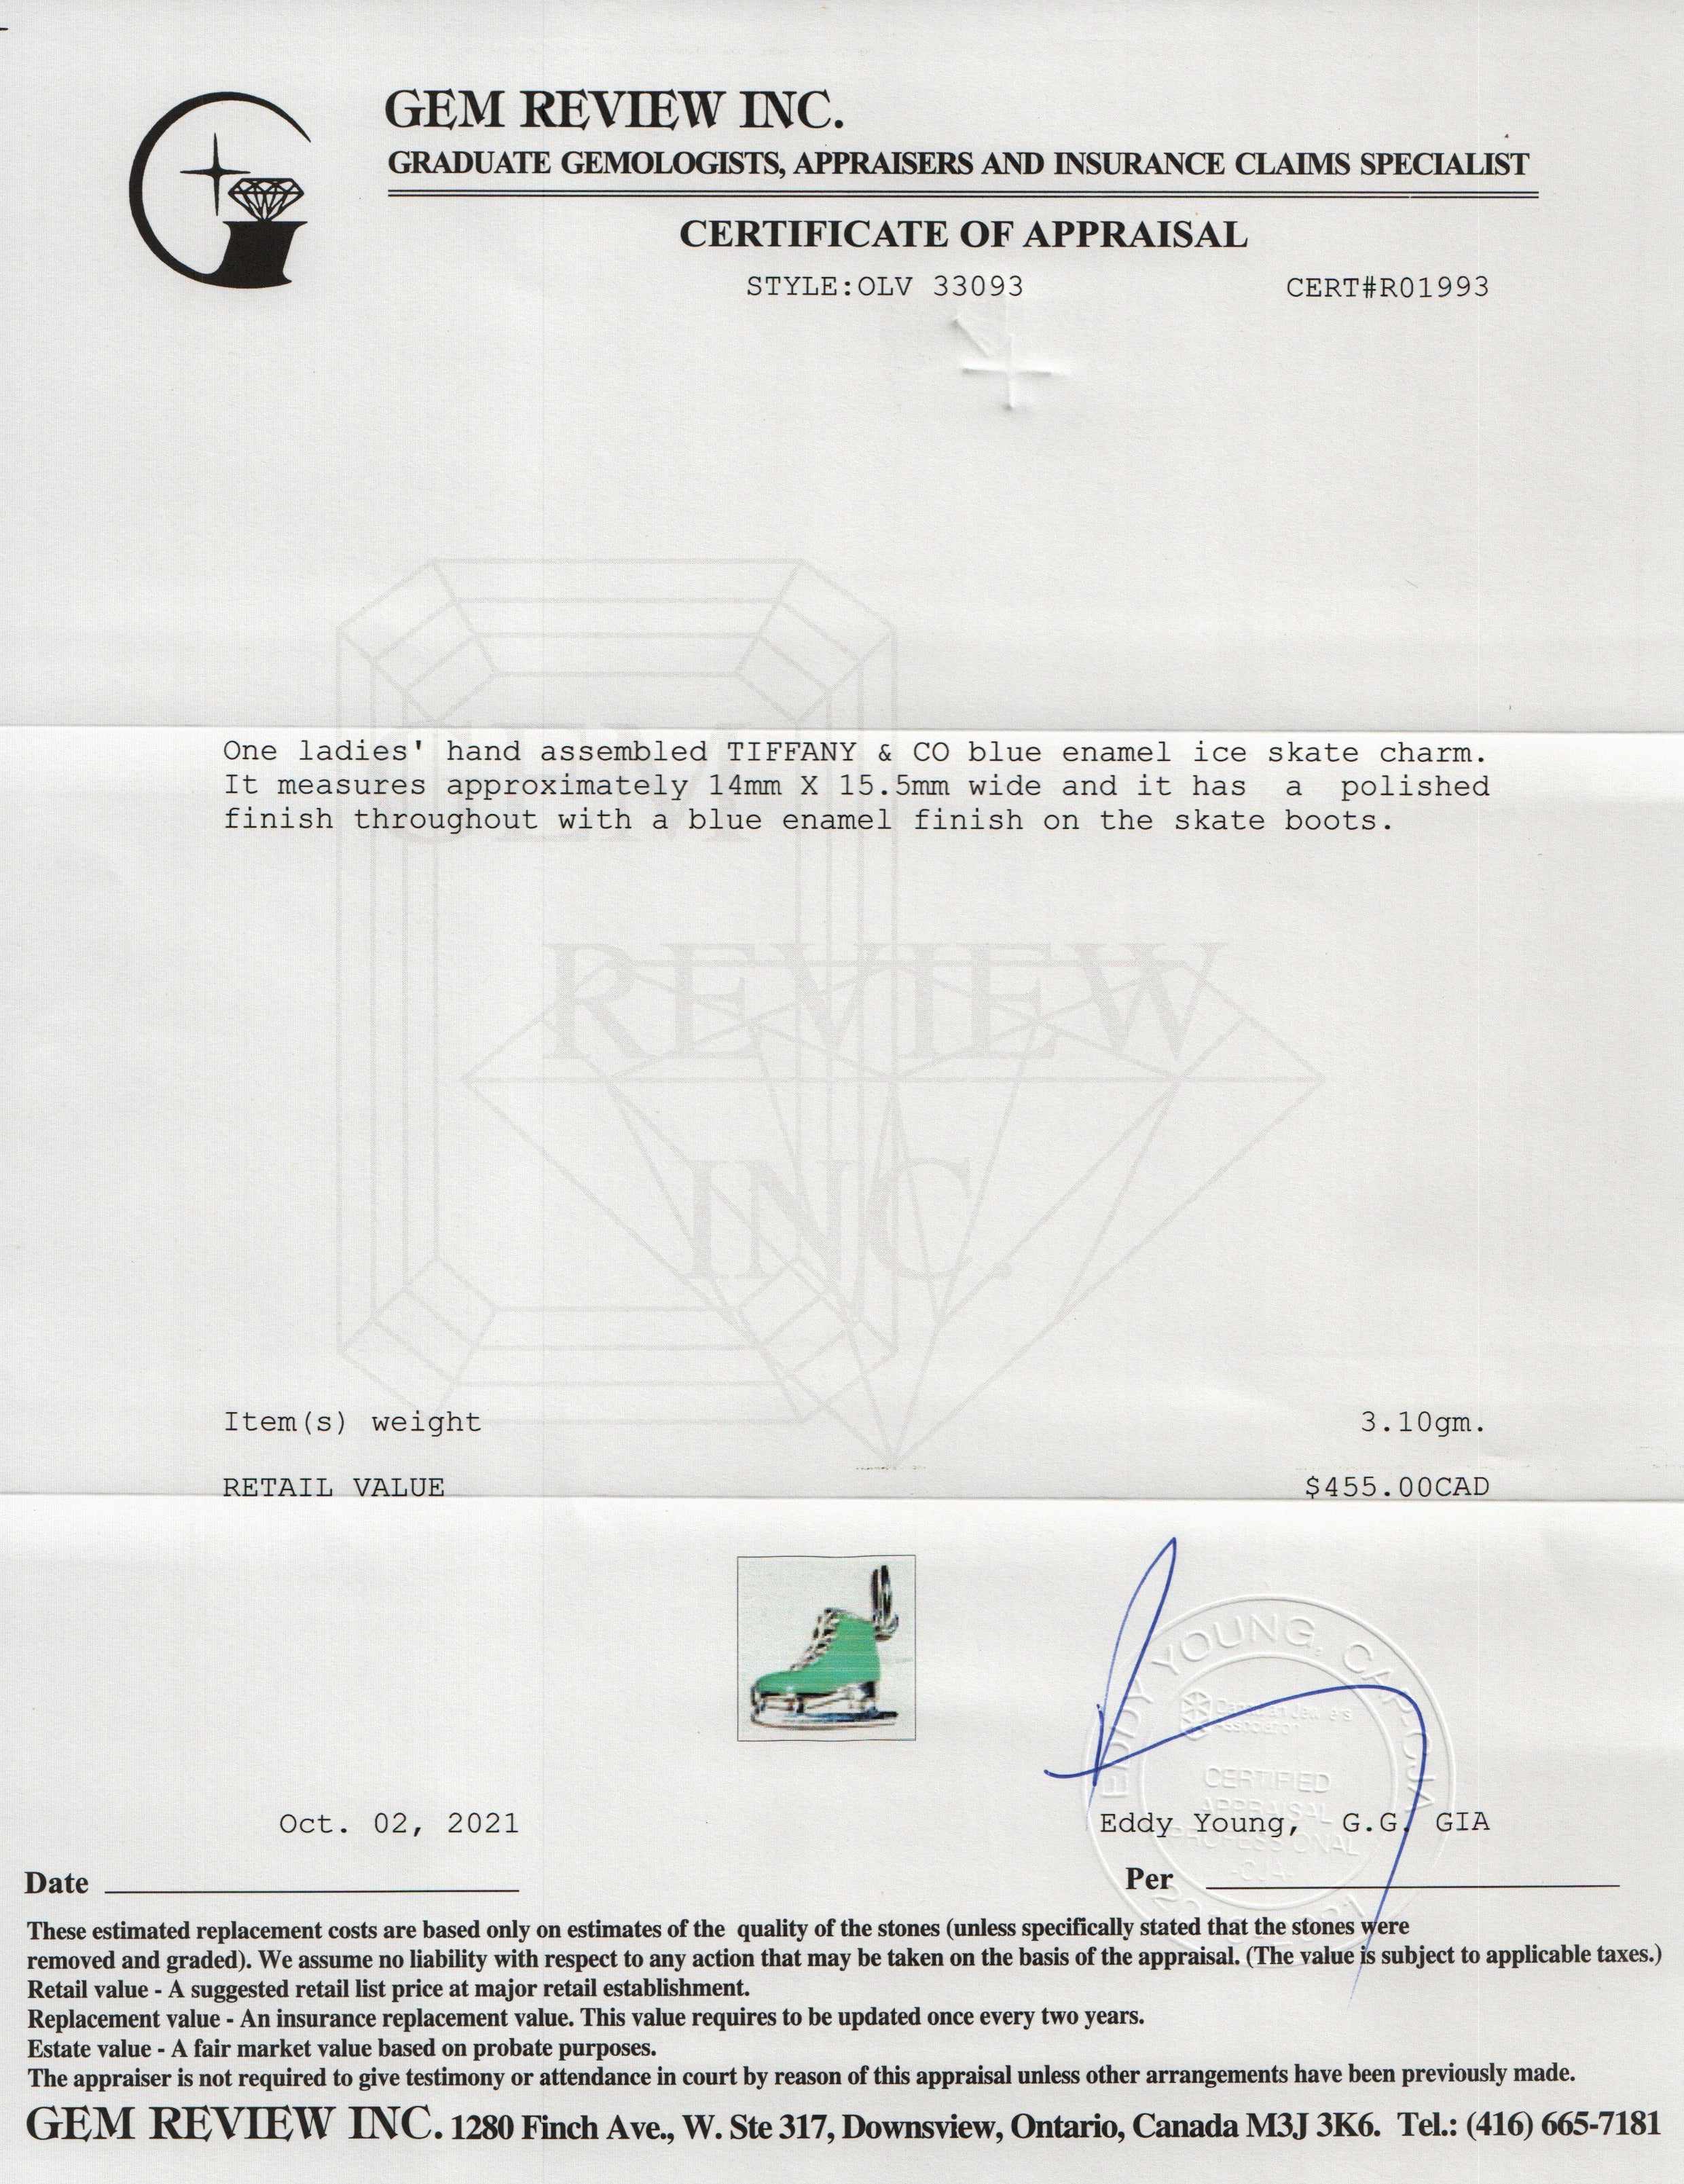 GEM REVIEW INC.
GRADUATE GEMOLOGISTS, APPRAISERS AND INSURANCE CLAIMS SPECIALIST
CERTIFICATE OF APPRAISAL
STYLE:OLV 33093 CERT#R01993
One ladies' hand assembled TIFFANY & CO blue enamel ice skate charm.
It measures approximately 14mm X 15.5mm wide and it has a polished
finish throughout with a blue enamel finish on the skate boots.
GEM
REVIEW
INC.
Item(s) weight 3.10gm.
RETAIL VALUE $455.00CAD
EDDY YOUNG, CAP-CJA
CERTIFIED
APPRAISAL
PROFESSIONAL
-CJA-
Oct. 02, 2021 Eddy Young, G.G. GIA
Date Per
These estimated replacement costs are based only on estimates of the quality of the stones (unless specifically stated that the stones were
removed and graded). We assume no liability with respect to any action that may be taken on the basis of the appraisal. (The value is subject to applicable taxes.)
Retail value - A suggested retail list price at major retail establishment.
Replacement value - An insurance replacement value. This value requires to be updated once every two years.
Estate value - A fair market value based on probate purposes.
The appraiser is not required to give testimony or attendance in court by reason of this appraisal unless other arrangements have been previously made.
GEM REVIEW INC. 1280 Finch Ave., W. Ste 317, Downsview, Ontario, Canada M3J 3K6. Tel.: (416) 665-7181